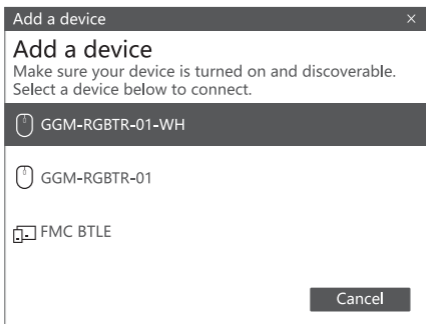 Add a device
Add a device
Make sure your device is turned on and discoverable.
Select a device below to connect.
GGM-RGBTR-01-WH
GGM-RGBTR-01
FMC BTLE
Cancel